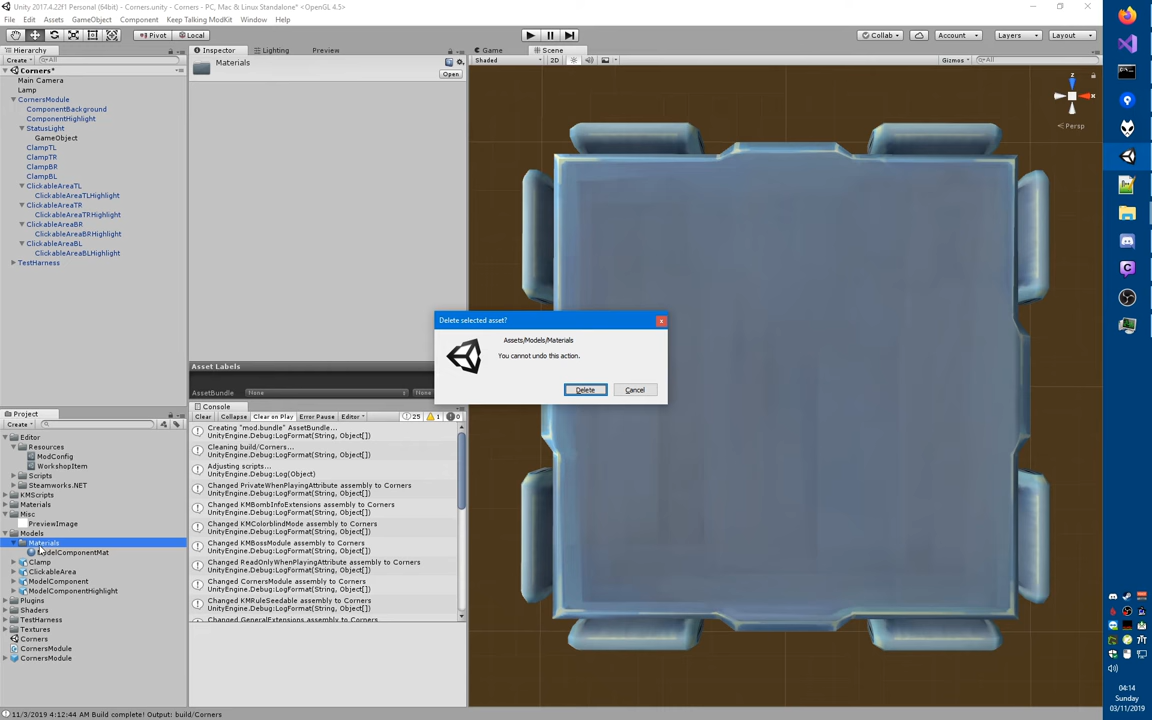 Unity 2017.4.22f1 Personal (64bit) - Corners.unity - Corners - PC, Mac & Linux Standalone* <OpenGL 4.5>
File Edit Assets GameObject Component Keep Talking ModKit Window Help
Pivot Local Collab Account Layers Layout
Hierarchy
Create All
Corners*
Main Camera
Lamp
CornersModule
ComponentBackground
ComponentHighlight
StatusLight
GameObject
ClampTL
ClampTR
ClampBR
ClampBL
ClickableAreaTL
ClickableAreaTLHighlight
ClickableAreaTR
ClickableAreaTRHighlight
ClickableAreaBR
ClickableAreaBRHighlight
ClickableAreaBL
ClickableAreaBLHighlight
TestHarness
Inspector Lighting Preview
Materials
Open
Asset Labels
AssetBundle None None
Game Scene
Shaded 2D Gizmos All
z
x
Persp
Delete selected asset?
Assets/Models/Materials
You cannot undo this action.
Delete Cancel
Project
Create
Editor
Resources
ModConfig
WorkshopItem
Scripts
Steamworks.NET
KMScripts
Materials
Misc
PreviewImage
Models
Materials
ModelComponentMat
Clamp
ClickableArea
ModelComponent
ModelComponentHighlight
Plugins
Shaders
TestHarness
Textures
Corners
CornersModule
CornersModule
Console
Clear Collapse Clear on Play Error Pause Editor 25 1 0
Creating "mod.bundle" AssetBundle...
UnityEngine.Debug:LogFormat(String, Object[])
Cleaning build/Corners...
UnityEngine.Debug:LogFormat(String, Object[])
Adjusting scripts...
UnityEngine.Debug:Log(Object)
Changed PrivateWhenPlayingAttribute assembly to Corners
UnityEngine.Debug:LogFormat(String, Object[])
Changed KMBombInfoExtensions assembly to Corners
UnityEngine.Debug:LogFormat(String, Object[])
Changed KMColorblindMode assembly to Corners
UnityEngine.Debug:LogFormat(String, Object[])
Changed KMBossModule assembly to Corners
UnityEngine.Debug:LogFormat(String, Object[])
Changed ReadOnlyWhenPlayingAttribute assembly to Corners
UnityEngine.Debug:LogFormat(String, Object[])
Changed CornersModule assembly to Corners
UnityEngine.Debug:LogFormat(String, Object[])
Changed KMRuleSeedable assembly to Corners
UnityEngine.Debug:LogFormat(String, Object[])
Changed GeneralExtensions assembly to Corners
11/3/2019 4:12:44 AM Build complete! Output: build/Corners
04:14
Sunday
03/11/2019